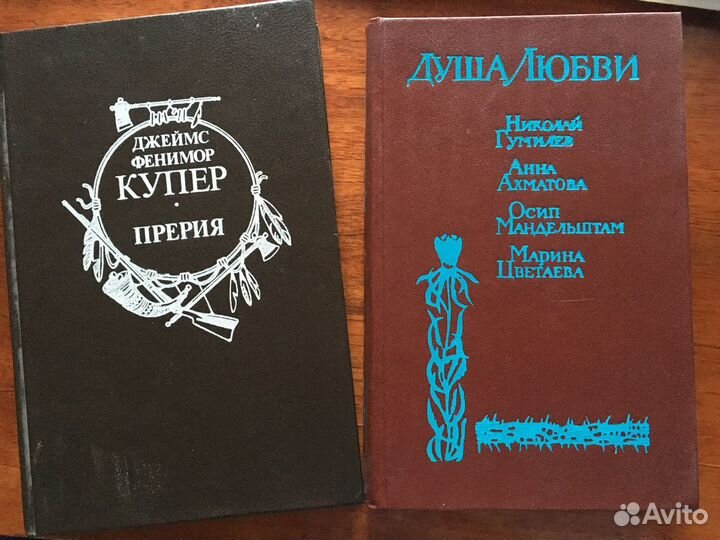 ДЖЕЙМС
ФЕНИМОР
КУПЕР
ПРЕРИЯ
ДУША ЛЮБВИ
НИКОЛАЙ
ГУМИЛЕВ
АННА
АХМАТОВА
ОСИП
МАНДЕЛЬШТАМ
МАРИНА
ЦВЕТАЕВА
Avito